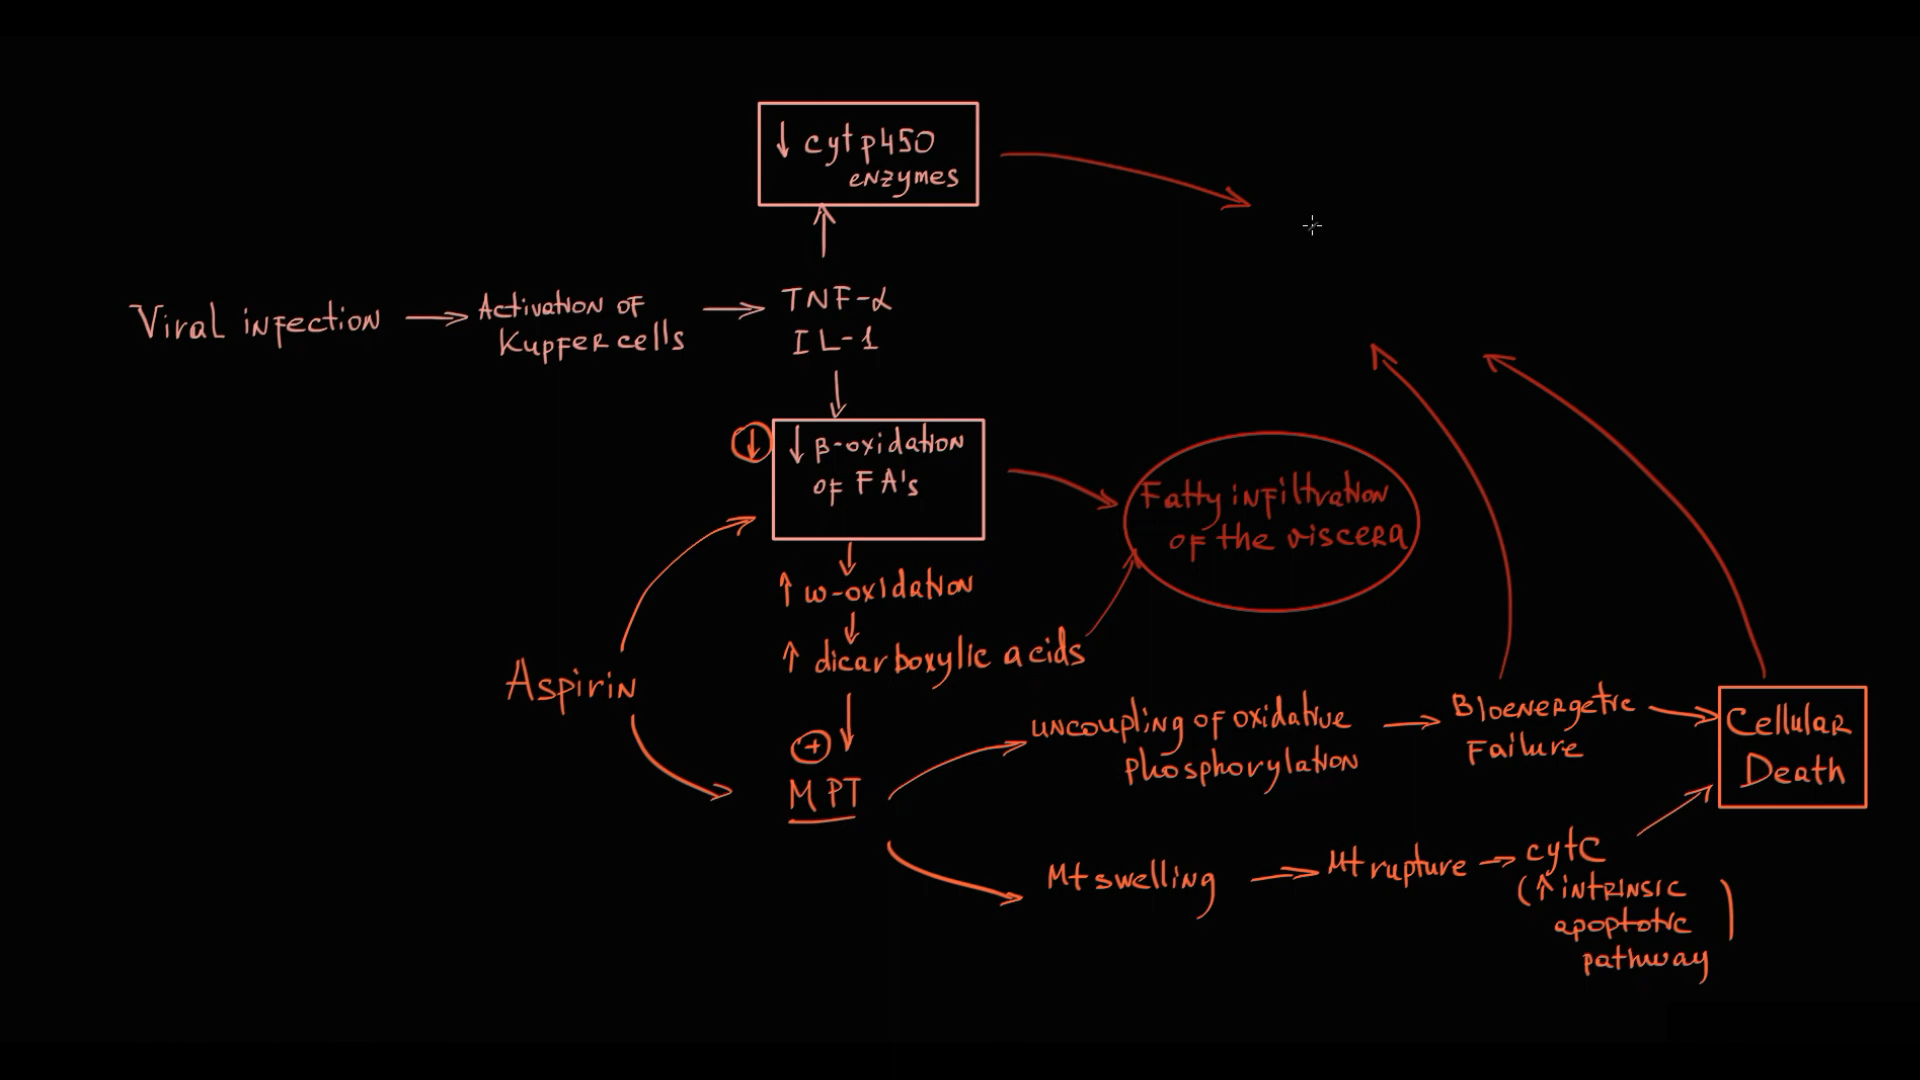 ↓ cyt p450
enzymes
Viral infection → Activation of
Kupffer cells → TNF-α
IL-1
↓ ↓ β-oxidation
of FA's
Fatty infiltration
of the viscera
↑ ω-oxidation
↑ dicarboxylic acids
Aspirin
+
MPT
uncoupling of oxidative
phosphorylation
→ Bioenergetic
Failure
Cellular
Death
Mt swelling → Mt rupture → cytC
(↑ intrinsic
apoptotic
pathway)